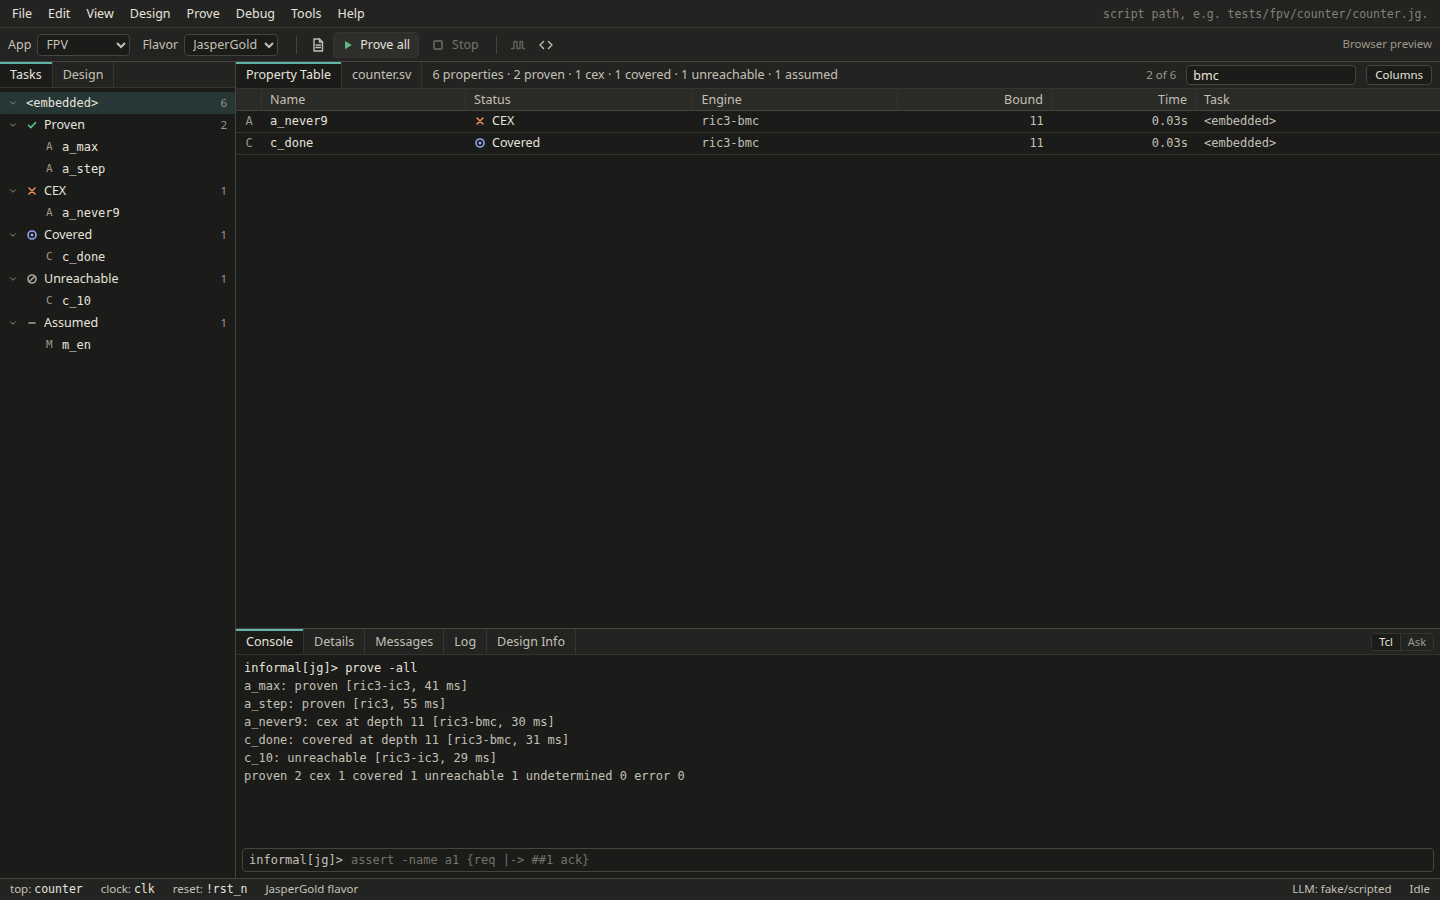 File Edit View Design Prove Debug Tools Help script path, e.g. tests/fpv/counter/counter.jg.
App FPV Flavor JasperGold Prove all Stop Browser preview
Tasks Design Property Table counter.sv 6 properties · 2 proven · 1 cex · 1 covered · 1 unreachable · 1 assumed 2 of 6 bmc Columns
<embedded> 6
Proven 2
A a_max
A a_step
CEX 1
A a_never9
Covered 1
C c_done
Unreachable 1
C c_10
Assumed 1
M m_en
Name Status Engine Bound Time Task
A a_never9 CEX ric3-bmc 11 0.03s <embedded>
C c_done Covered ric3-bmc 11 0.03s <embedded>
Console Details Messages Log Design Info Tcl Ask
informal[jg]> prove -all
a_max: proven [ric3-ic3, 41 ms]
a_step: proven [ric3, 55 ms]
a_never9: cex at depth 11 [ric3-bmc, 30 ms]
c_done: covered at depth 11 [ric3-bmc, 31 ms]
c_10: unreachable [ric3-ic3, 29 ms]
proven 2 cex 1 covered 1 unreachable 1 undetermined 0 error 0
informal[jg]> assert -name a1 {req |-> ##1 ack}
top: counter clock: clk reset: !rst_n JasperGold flavor LLM: fake/scripted Idle